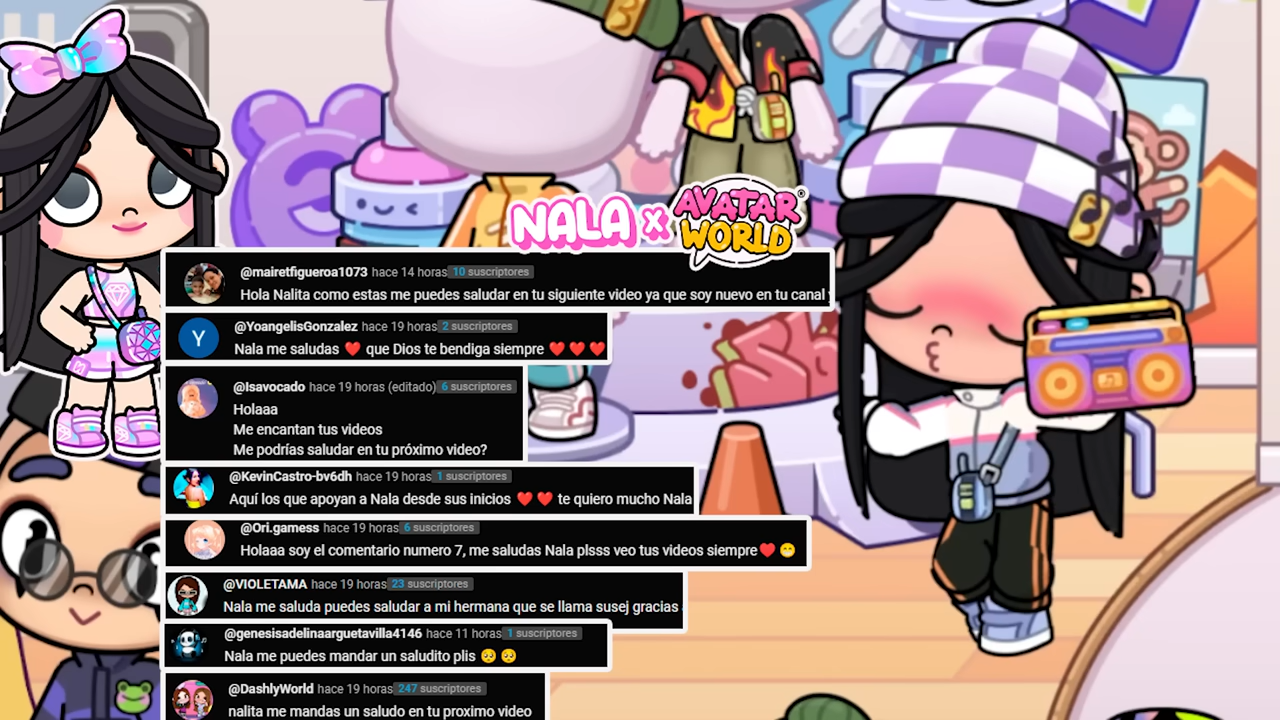 NALA x AVATAR WORLD®
@mairetfigueroa1073 hace 14 horas 10 suscriptores
Hola Nalita como estas me puedes saludar en tu siguiente video ya que soy nuevo en tu canal
@YoangelisGonzalez hace 19 horas 2 suscriptores
Y
Nala me saludas ❤️ que Dios te bendiga siempre ❤️ ❤️ ❤️
@Isavocado hace 19 horas (editado) 6 suscriptores
Holaaa
Me encantan tus videos
Me podrías saludar en tu próximo video?
@KevinCastro-bv6dh hace 19 horas 1 suscriptores
Aquí los que apoyan a Nala desde sus inicios ❤️ ❤️ te quiero mucho Nala
@Ori.gamess hace 19 horas 6 suscriptores
Holaaa soy el comentario numero 7, me saludas Nala plsss veo tus videos siempre❤️ 😁
@VIOLETAMA hace 19 horas 23 suscriptores
Nala me saluda puedes saludar a mi hermana que se llama susej gracias
@genesisadelinaarguetavilla4146 hace 11 horas 1 suscriptores
Nala me puedes mandar un saludito plis 🥺 🥺
@DashlyWorld hace 19 horas 247 suscriptores
nalita me mandas un saludo en tu proximo video